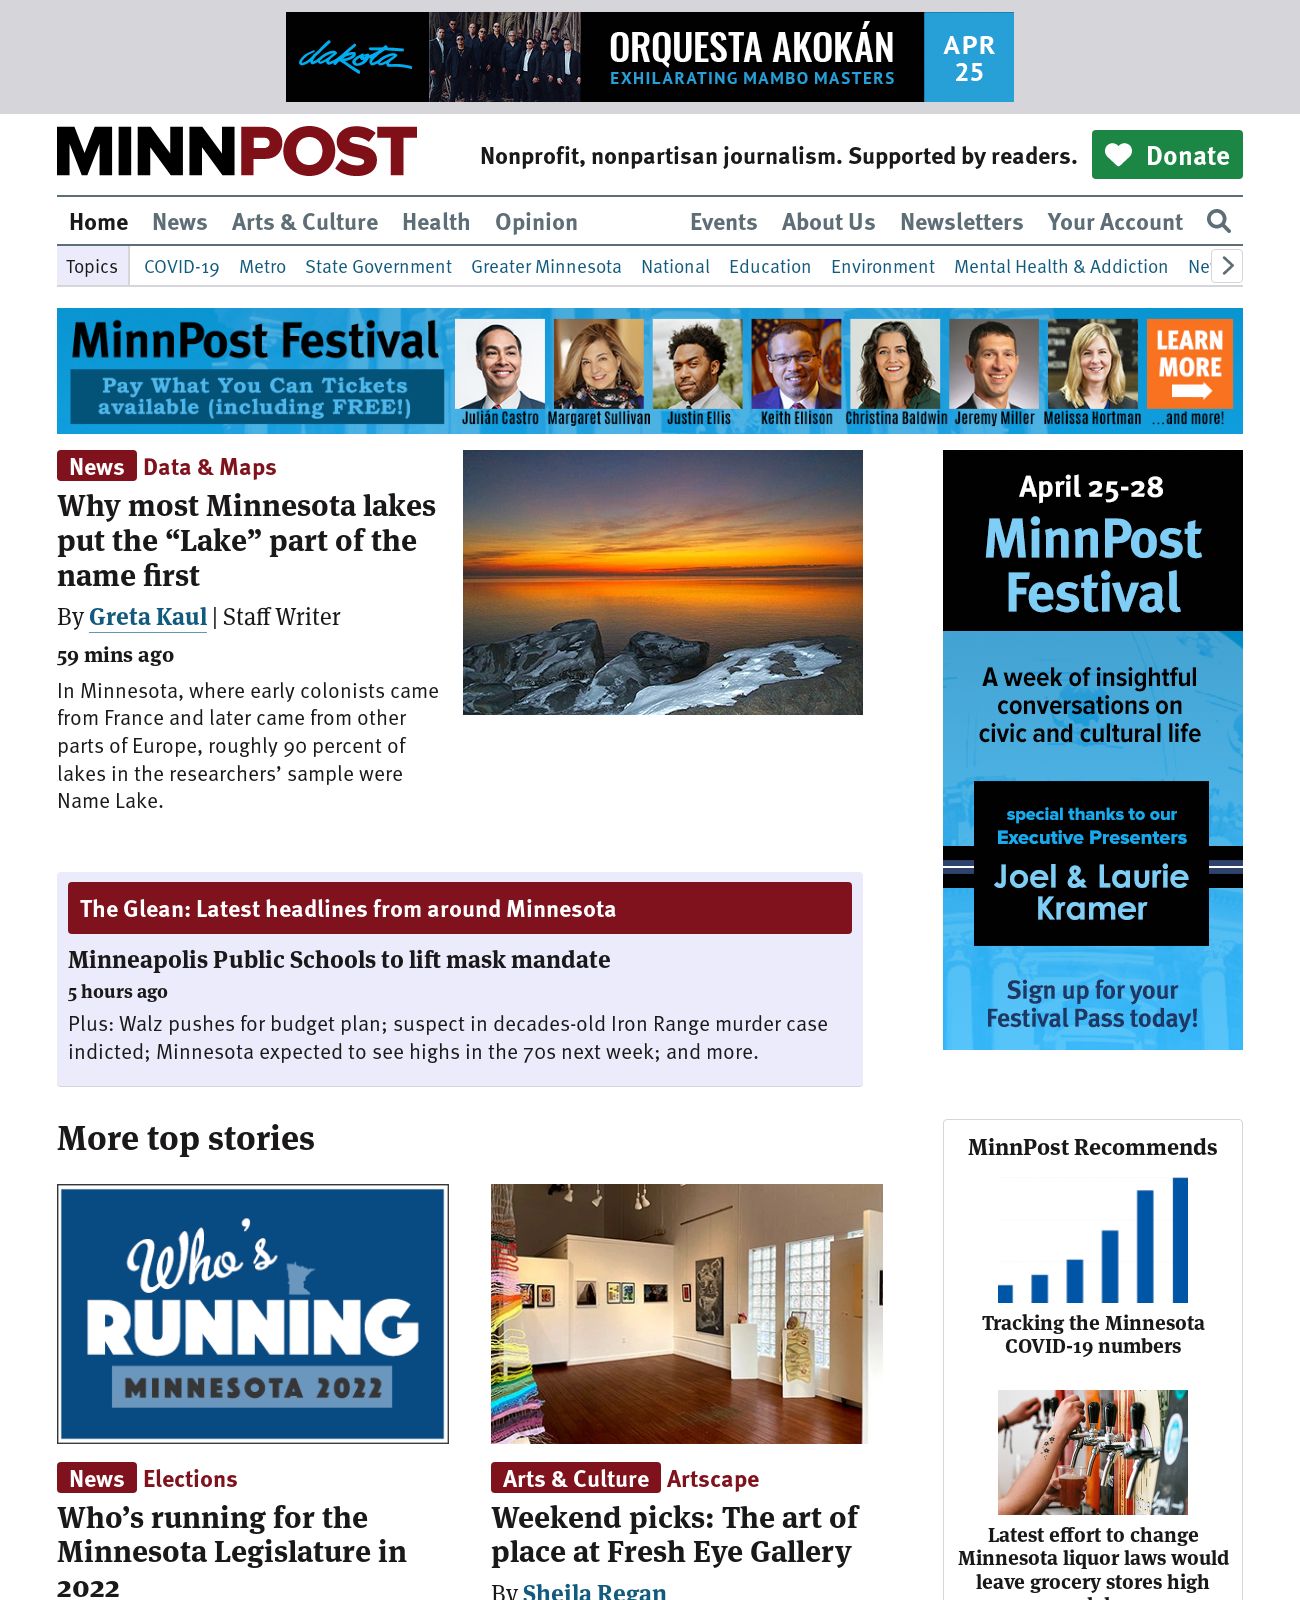 dakota
ORQUESTA AKOKÁN
EXHILARATING MAMBO MASTERS
APR
25
MINNPOST
Nonprofit, nonpartisan journalism. Supported by readers.
Donate
Home News Arts & Culture Health Opinion Events About Us Newsletters Your Account
Topics COVID-19 Metro State Government Greater Minnesota National Education Environment Mental Health & Addiction
MinnPost Festival
Pay What You Can Tickets
available (including FREE!)
Julián Castro Margaret Sullivan Justin Ellis Keith Ellison Christina Baldwin Jeremy Miller Melissa Hortman ...and more!
LEARN
MORE
News Data & Maps
Why most Minnesota lakes
put the “Lake” part of the
name first
By Greta Kaul | Staff Writer
59 mins ago
In Minnesota, where early colonists came
from France and later came from other
parts of Europe, roughly 90 percent of
lakes in the researchers’ sample were
Name Lake.
April 25-28
MinnPost
Festival
A week of insightful
conversations on
civic and cultural life
special thanks to our
Executive Presenters
Joel & Laurie
Kramer
Sign up for your
Festival Pass today!
The Glean: Latest headlines from around Minnesota
Minneapolis Public Schools to lift mask mandate
5 hours ago
Plus: Walz pushes for budget plan; suspect in decades-old Iron Range murder case
indicted; Minnesota expected to see highs in the 70s next week; and more.
More top stories
Who’s
RUNNING
MINNESOTA 2022
News Elections
Who’s running for the
Minnesota Legislature in
2022
Arts & Culture Artscape
Weekend picks: The art of
place at Fresh Eye Gallery
By Sheila Regan
MinnPost Recommends
Tracking the Minnesota
COVID-19 numbers
Latest effort to change
Minnesota liquor laws would
leave grocery stores high